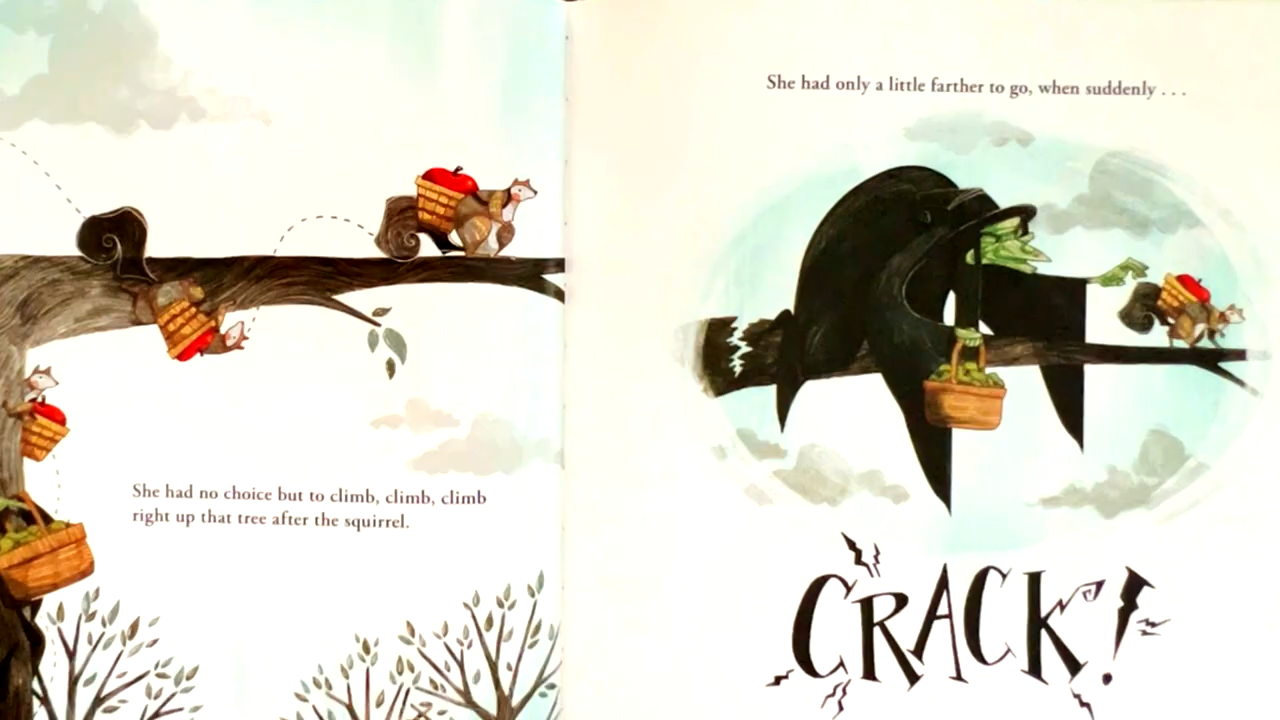 She had no choice but to climb, climb, climb
right up that tree after the squirrel.
She had only a little farther to go, when suddenly . . .
CRACK!